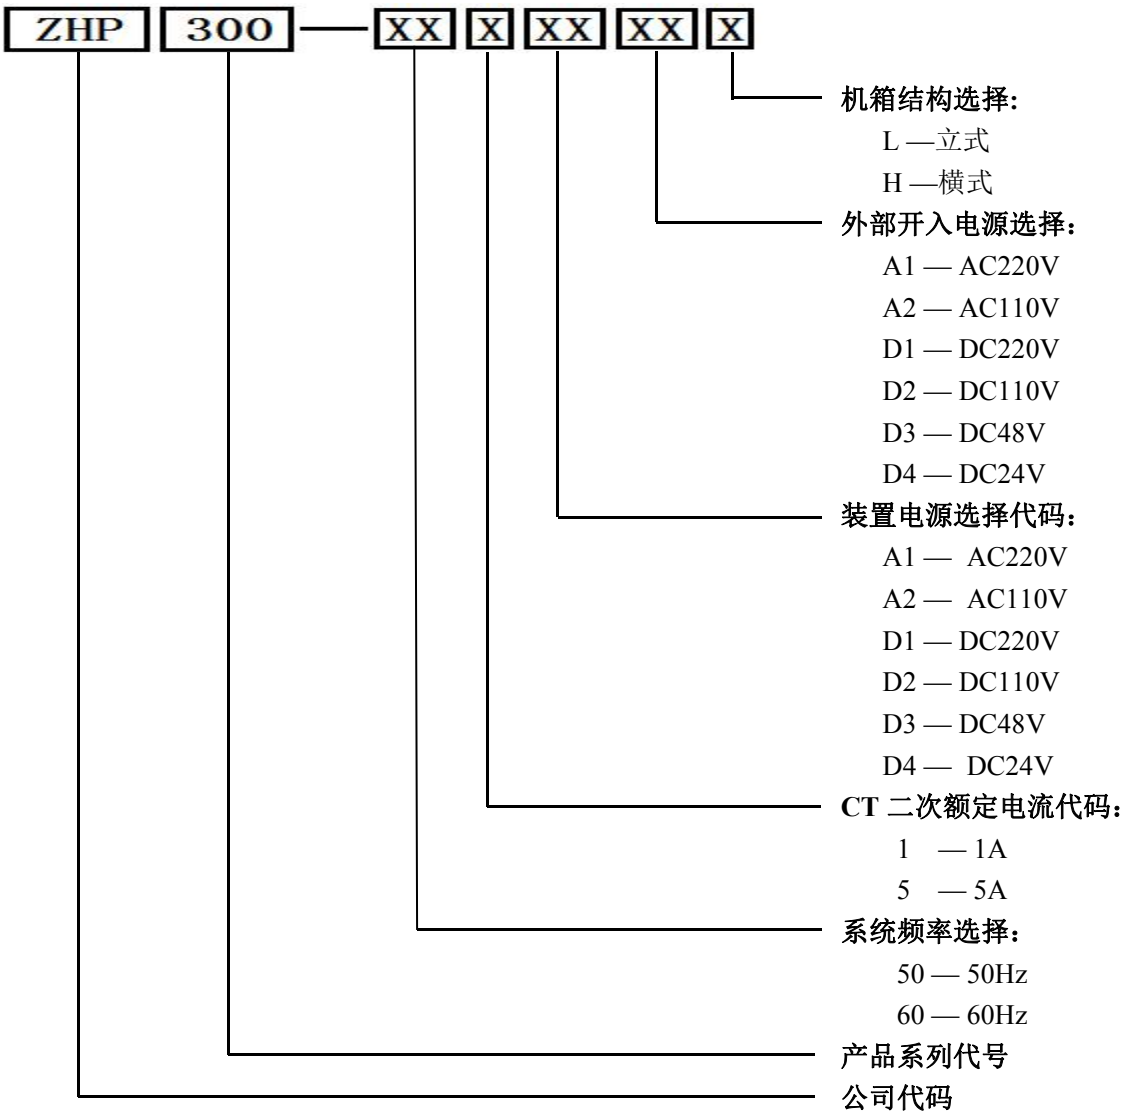 ZHP 300 — XX X XX XX X
机箱结构选择:
L —立式
H —横式
外部开入电源选择：
A1 — AC220V
A2 — AC110V
D1 — DC220V
D2 — DC110V
D3 — DC48V
D4 — DC24V
装置电源选择代码：
A1 — AC220V
A2 — AC110V
D1 — DC220V
D2 — DC110V
D3 — DC48V
D4 — DC24V
CT 二次额定电流代码：
1 — 1A
5 — 5A
系统频率选择：
50 — 50Hz
60 — 60Hz
产品系列代号
公司代码